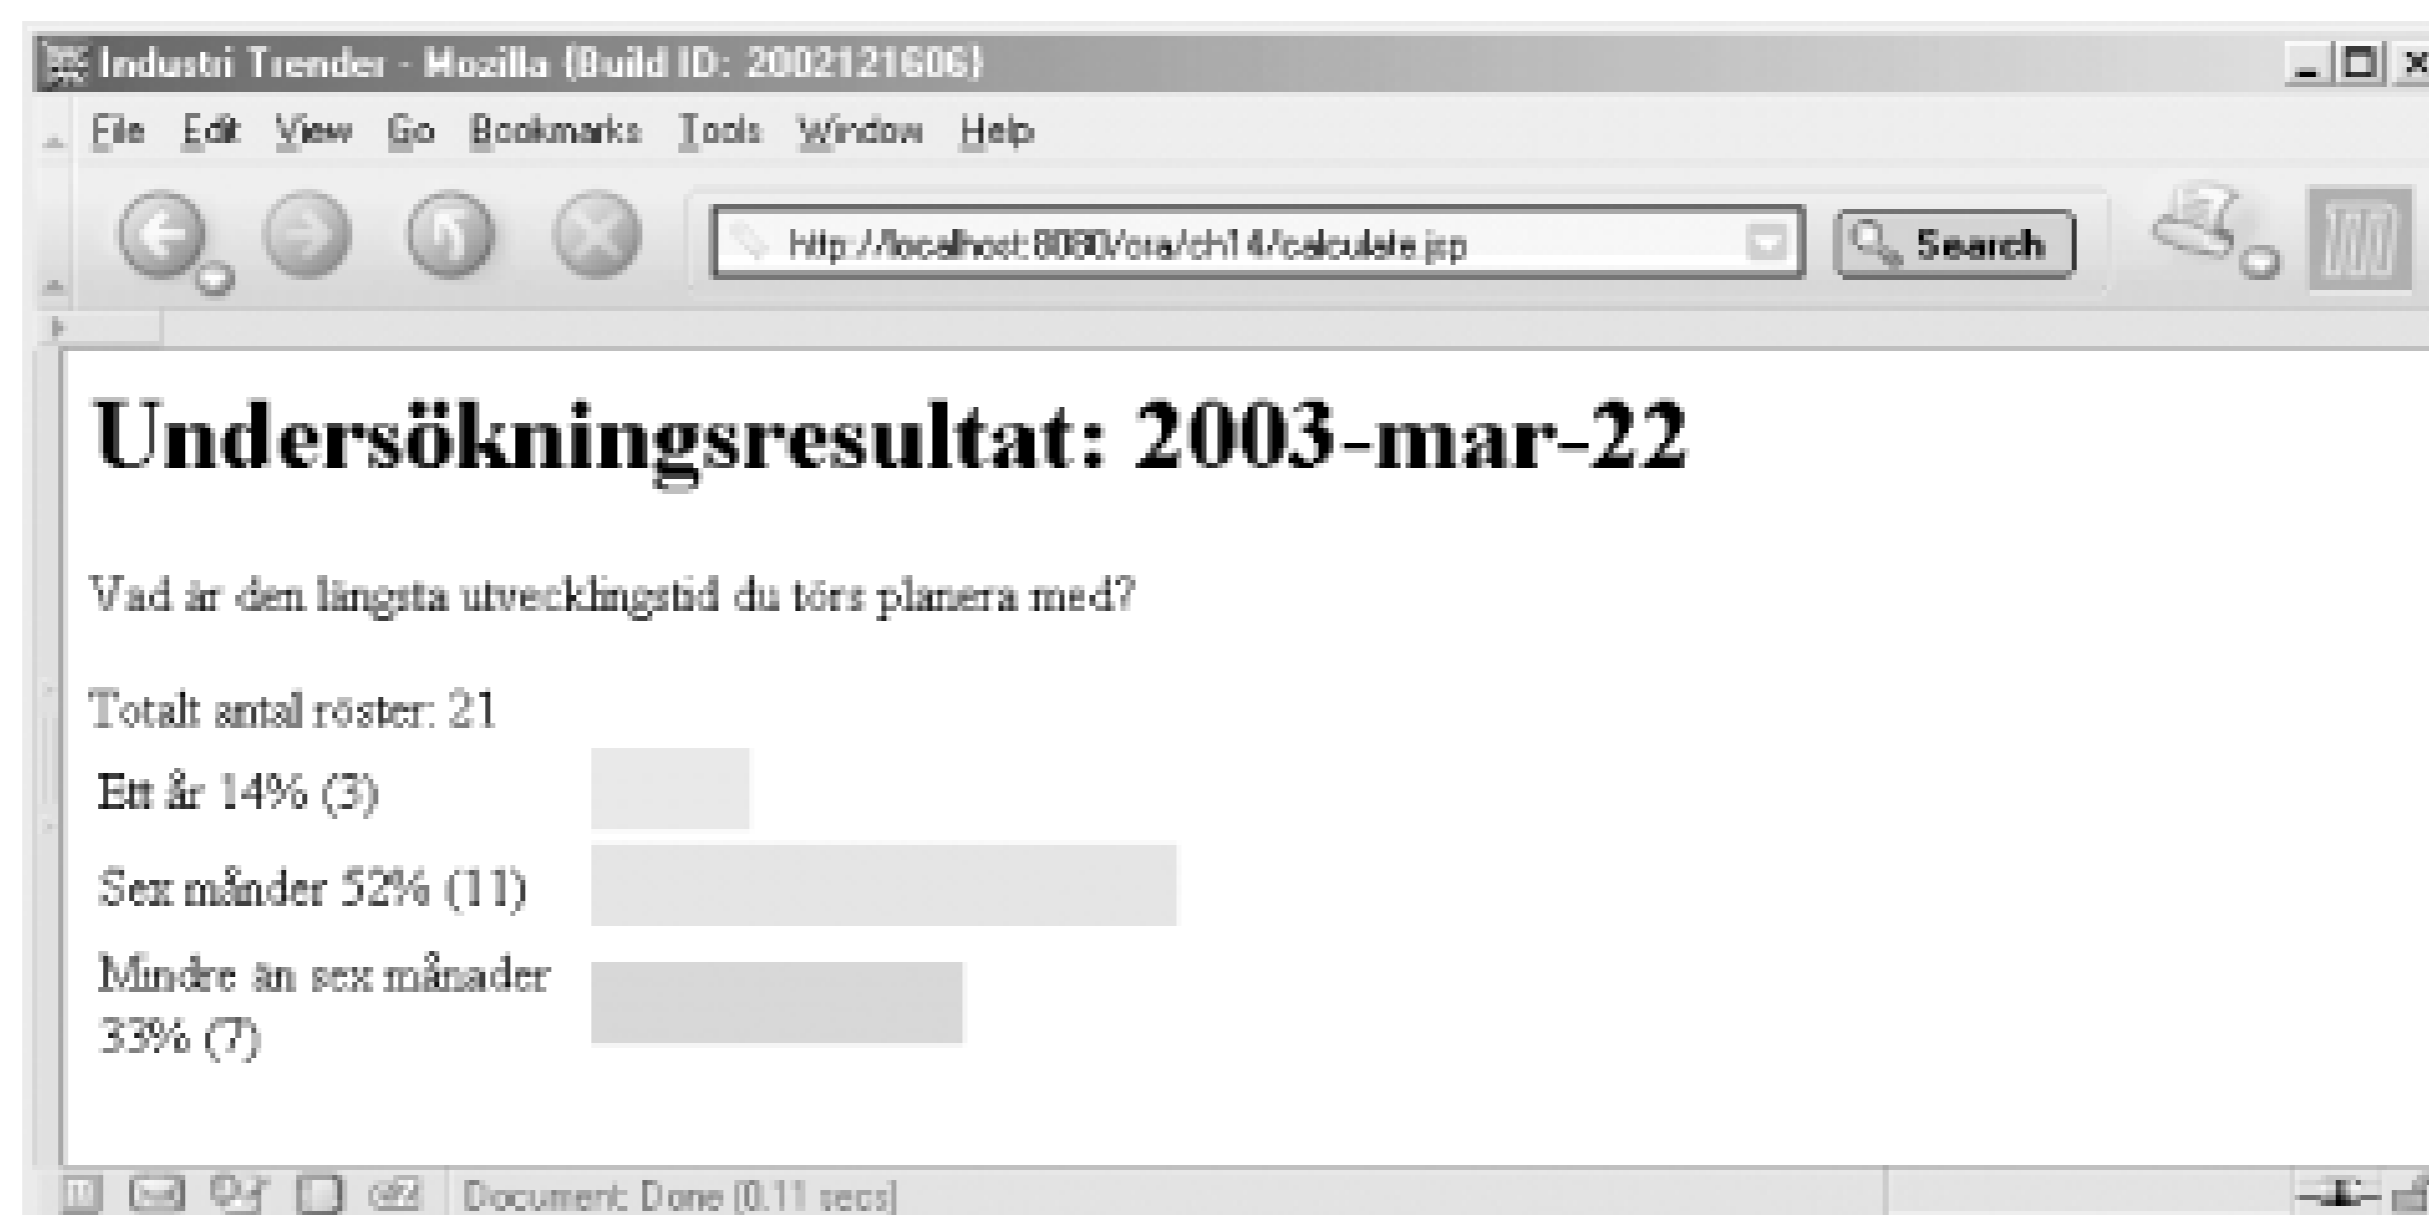 Industri Trender - Mozilla {Build ID: 2002121606}
File Edit View Go Bookmarks Tools Window Help
http://localhost:8080/ora/ch14/calculate.jsp Search
Undersökningsresultat: 2003-mar-22
Vad är den längsta utvecklingstid du törs planera med?
Totalt antal röster: 21
Ett år 14% (3)
Sex månder 52% (11)
Mindre än sex månader
33% (7)
Document: Done (0.11 secs)